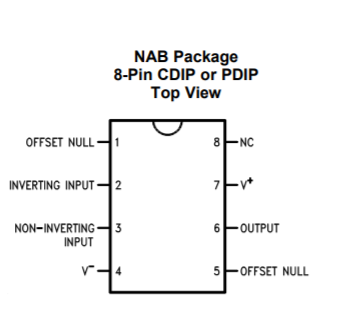 NAB Package
8-Pin CDIP or PDIP
Top View
OFFSET NULL 1
8 NC
INVERTING INPUT 2
7 V+
NON-INVERTING
INPUT
3
6 OUTPUT
V- 4
5 OFFSET NULL